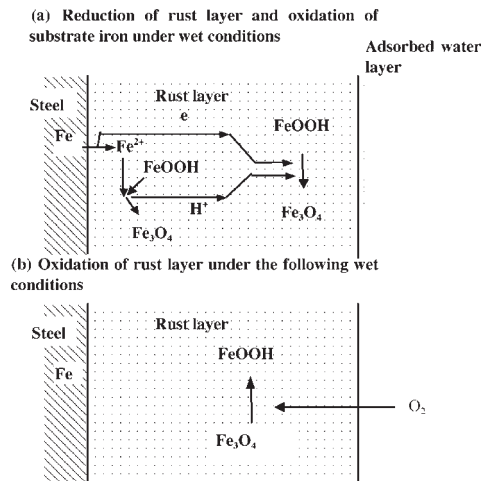 (a) Reduction of rust layer and oxidation of
substrate iron under wet conditions
Adsorbed water
layer
Steel
Rust layer
e
Fe
Fe²⁺
FeOOH
FeOOH
H⁺
Fe₃O₄
Fe₃O₄
(b) Oxidation of rust layer under the following wet
conditions
Steel
Rust layer
FeOOH
Fe
O₂
Fe₃O₄